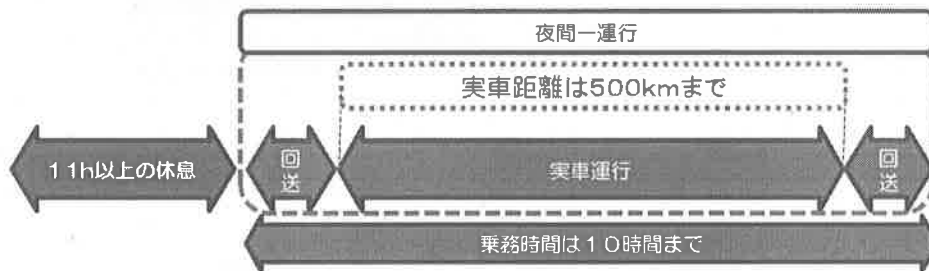 夜間一運行
実車距離は500kmまで
11h以上の休息
回送
実車運行
回送
乗務時間は10時間まで